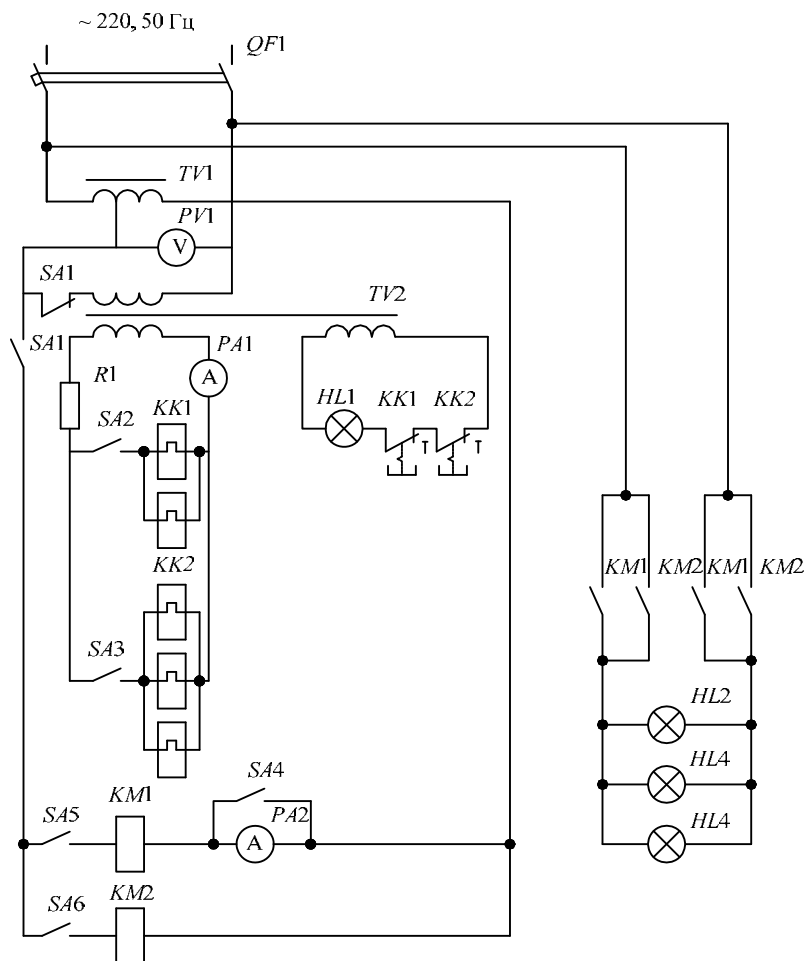 ~ 220, 50 Гц
QF1
TV1
PV1
V
SA1
TV2
SA1
PA1
A
R1
HL1
KK1
KK2
SA2
KK1
KK2
SA3
KM1
KM2
KM1
KM2
HL2
HL4
HL4
SA4
KM1
PA2
SA5
A
SA6
KM2